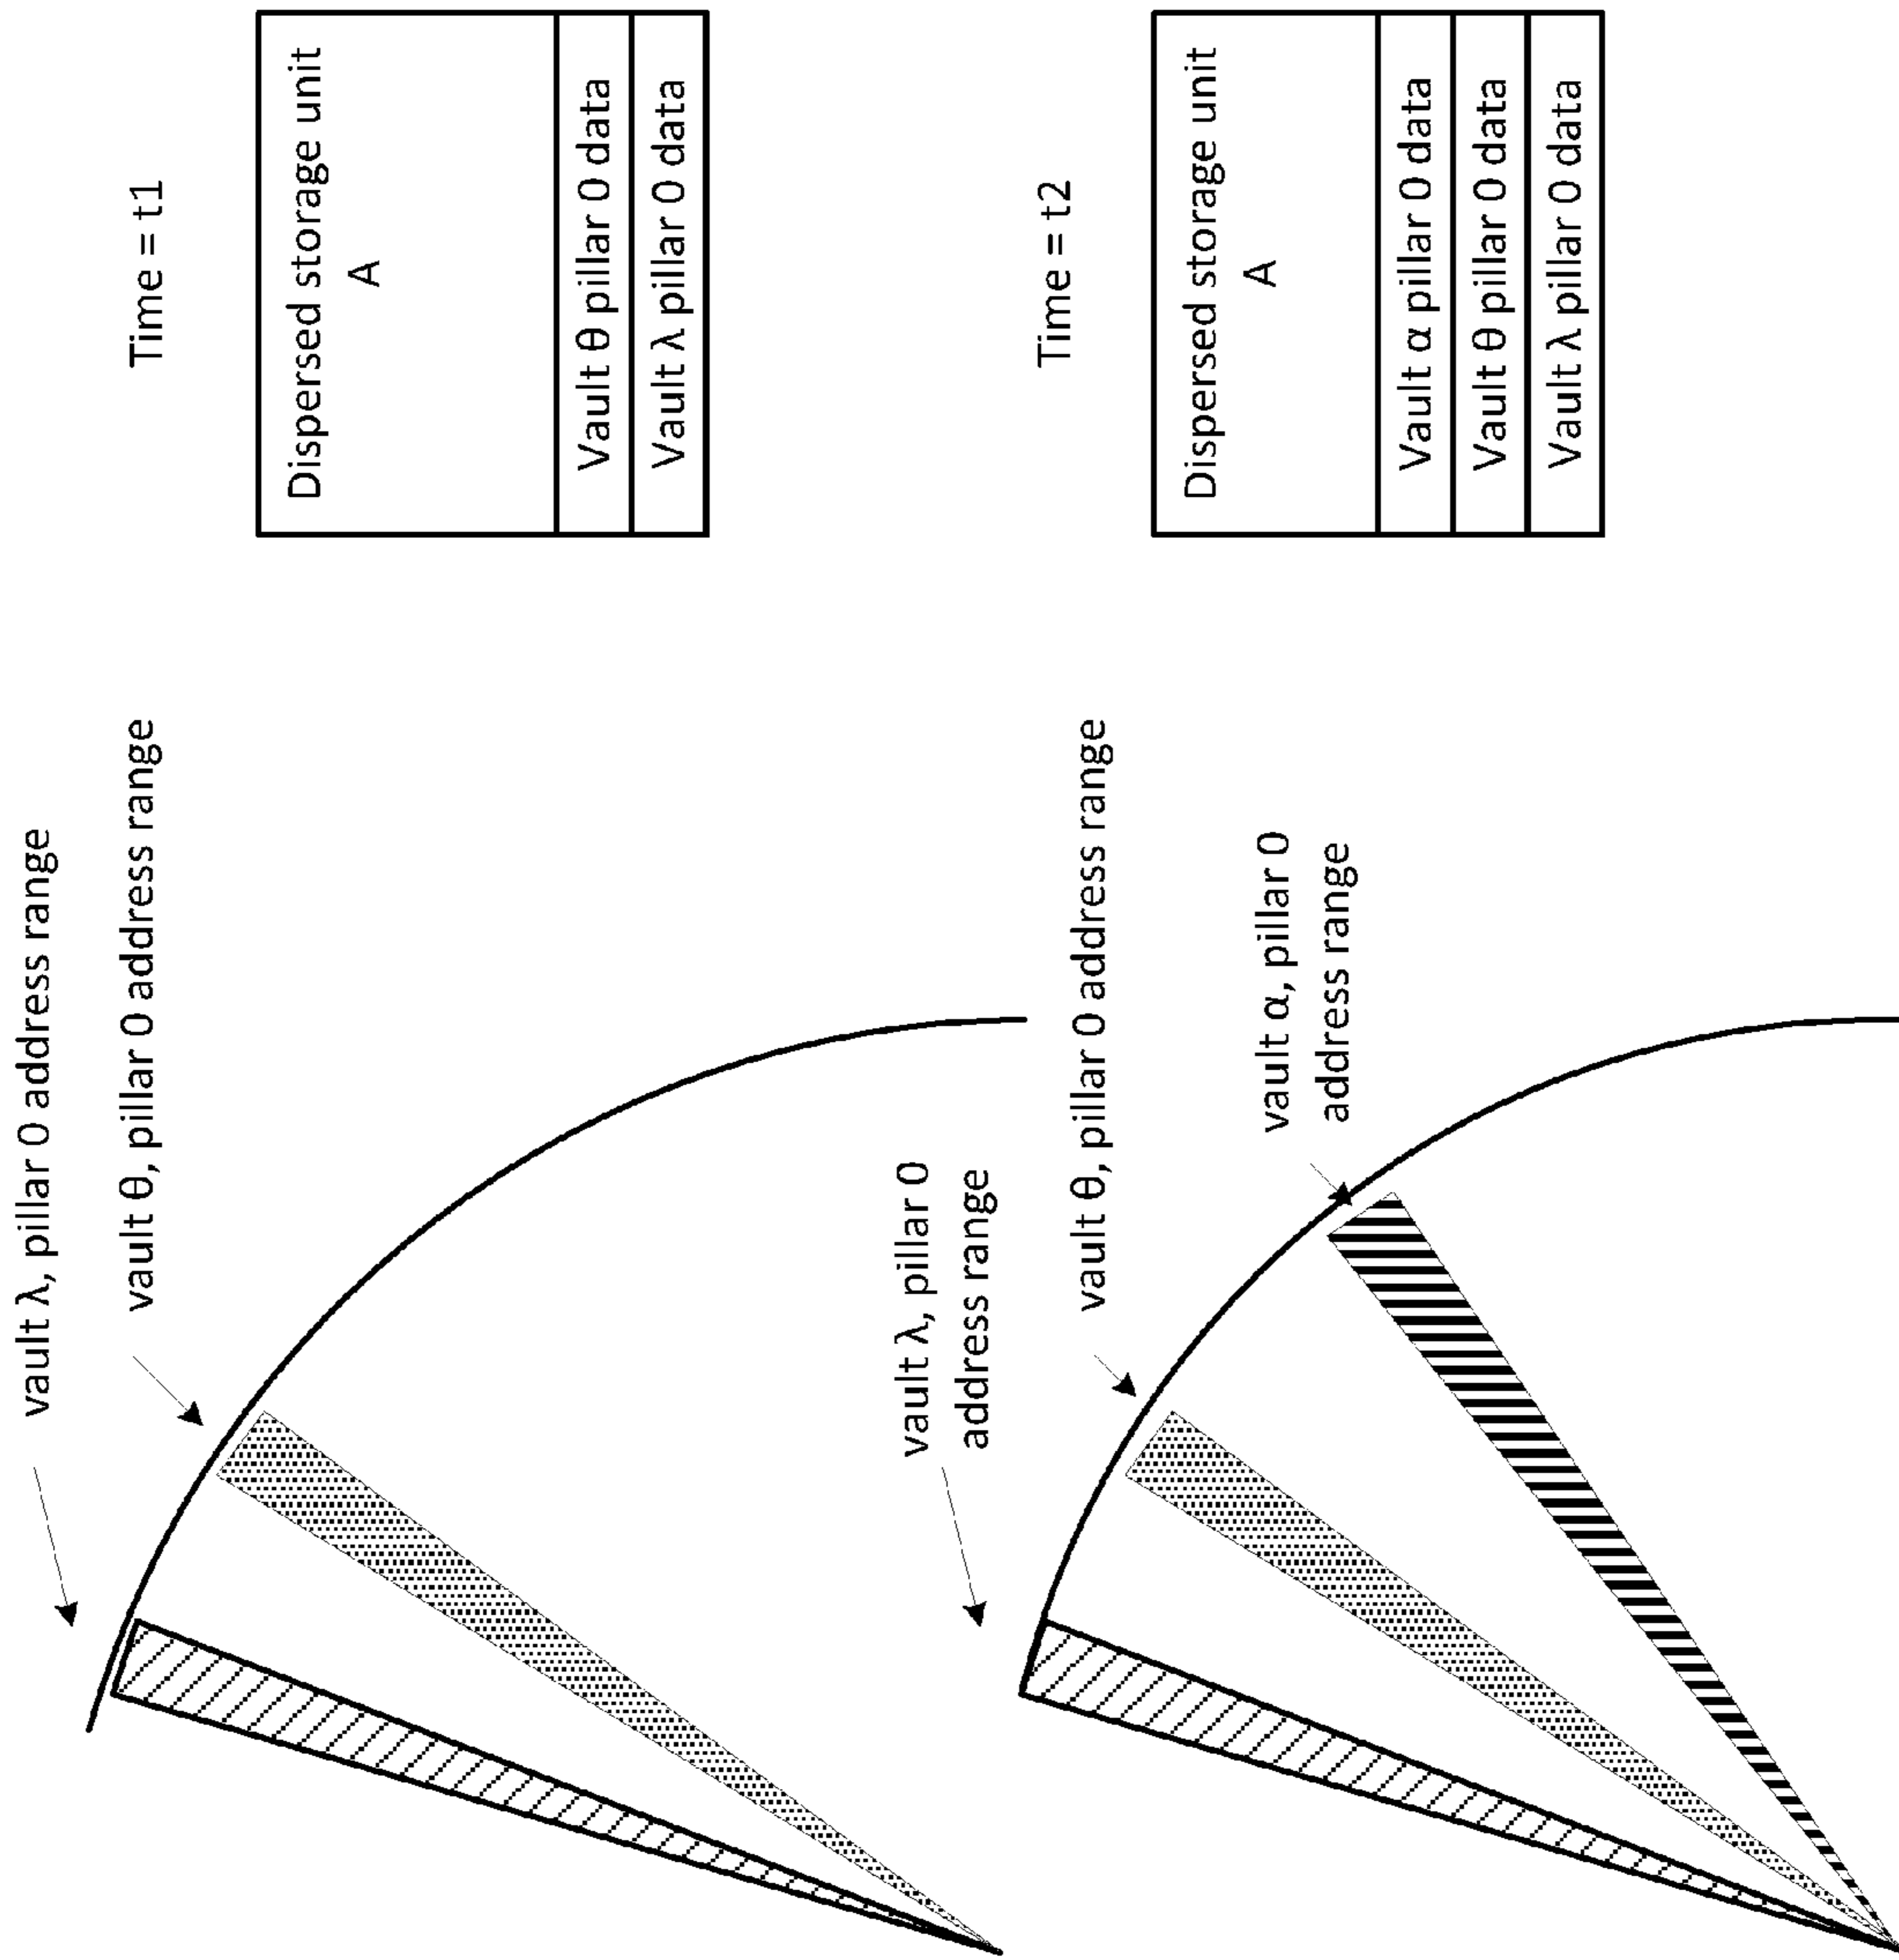 Time = t1
Dispersed storage unit
A
Vault θ pillar 0 data
Vault λ pillar 0 data
vault λ, pillar 0 address range
vault θ, pillar 0 address range
Time = t2
Dispersed storage unit
A
Vault α pillar 0 data
Vault θ pillar 0 data
Vault λ pillar 0 data
vault λ, pillar 0
address range
vault θ, pillar 0 address range
vault α, pillar 0
address range